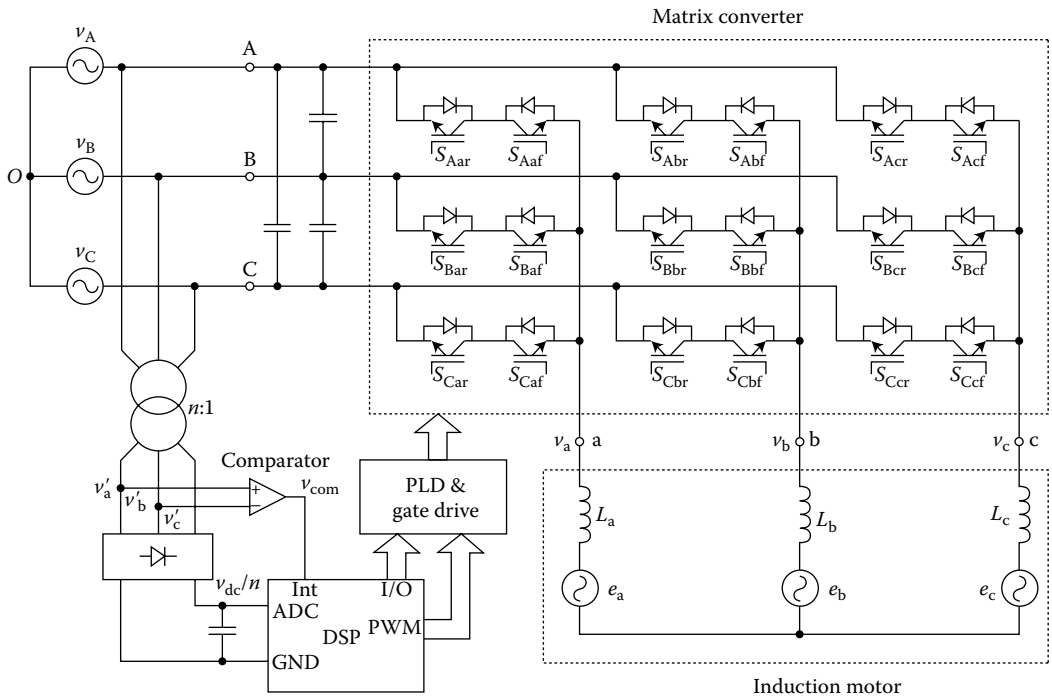 Matrix converter
v_A
A
S_Aar S_Aaf S_Abr S_Abf S_Acr S_Acf
v_B
B
O
S_Bar S_Baf S_Bbr S_Bbf S_Bcr S_Bcf
v_C
C
S_Car S_Caf S_Cbr S_Cbf S_Ccr S_Ccf
n:1
v_a a v_b b v_c c
Comparator
v_com
PLD &
gate drive
v′_a
v′_b
v′_c
+
−
L_a L_b L_c
v_dc/n
Int
I/O
ADC
DSP
PWM
GND
e_a e_b e_c
Induction motor